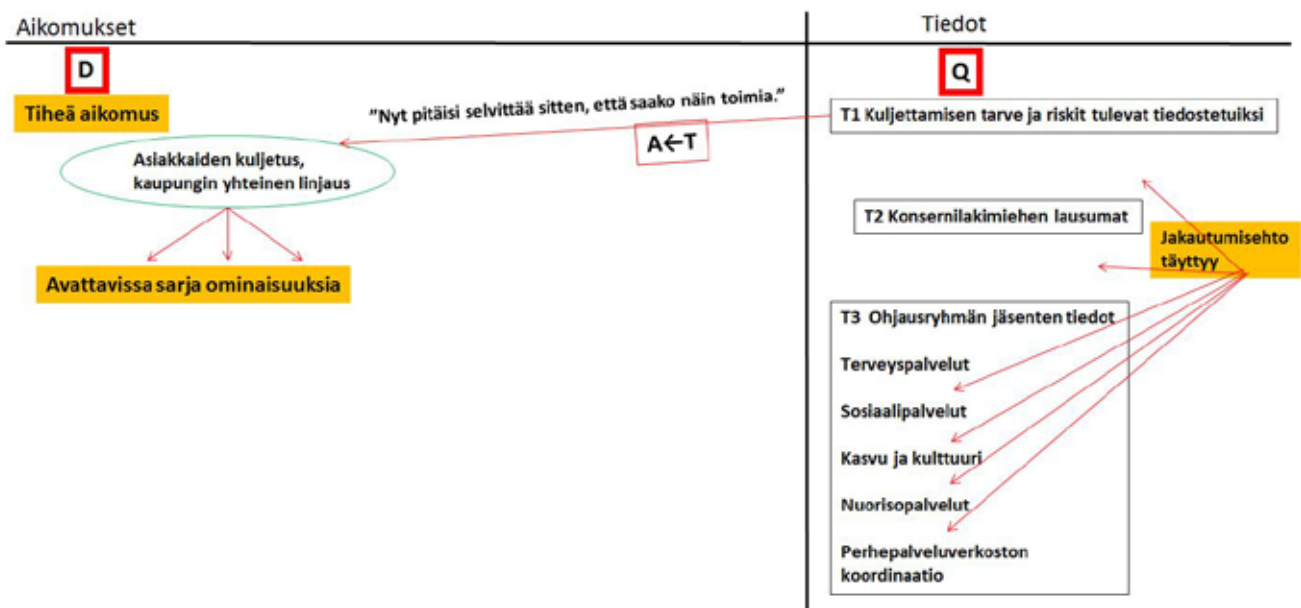 Aikomukset
Tiedot
D
Q
Tiheä aikomus
"Nyt pitäisi selvittää sitten, että saako näin toimia."
A←T
T1 Kuljettamisen tarve ja riskit tulevat tiedostetuiksi
Asiakkaiden kuljetus,
kaupungin yhteinen linjaus
T2 Konsernilakimiehen lausumat
Jakautumisehto
täyttyy
Avattavissa sarja ominaisuuksia
T3 Ohjausryhmän jäsenten tiedot
Terveyspalvelut
Sosiaalipalvelut
Kasvu ja kulttuuri
Nuorisopalvelut
Perhepalveluverkoston
koordinaatio